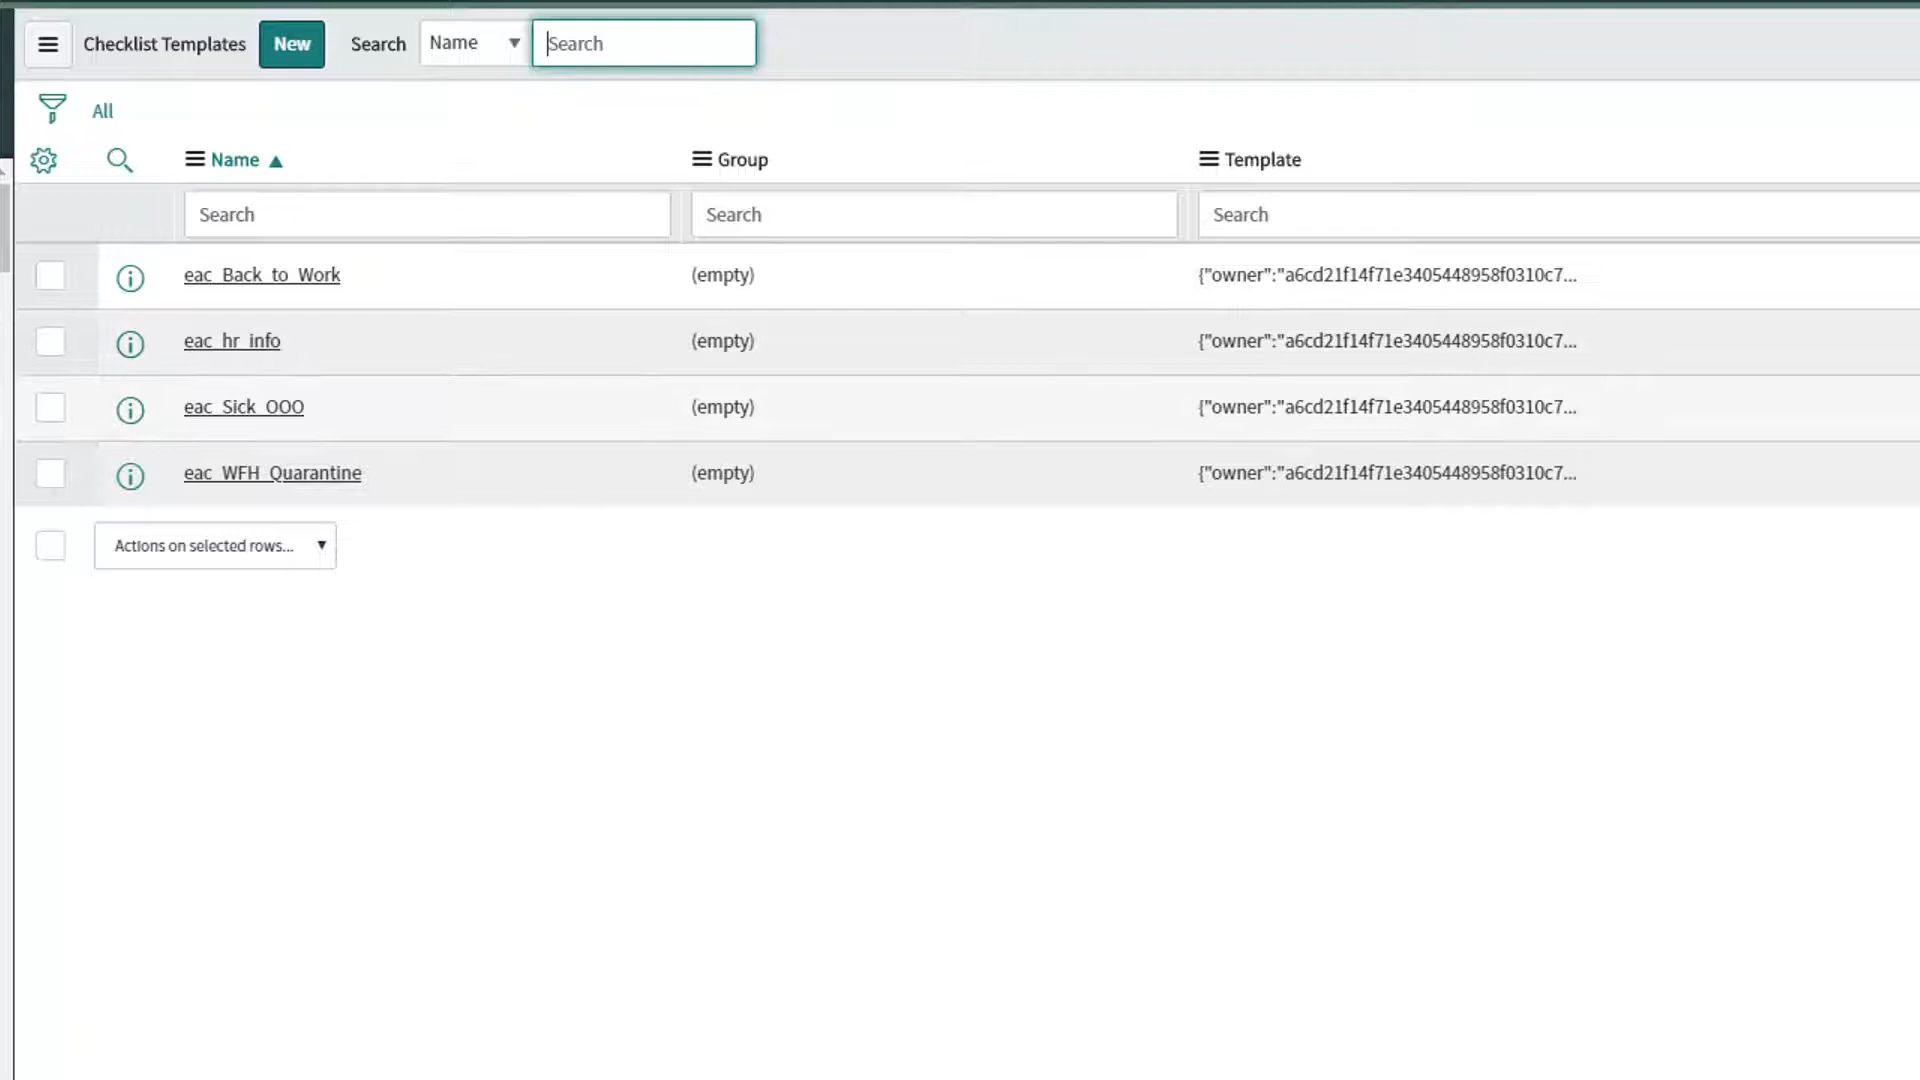 Checklist Templates New Search Name Search
All
Name Group Template
Search Search Search
eac_Back_to_Work (empty) {"owner":"a6cd21f14f71e3405448958f0310c7...
eac_hr_info (empty) {"owner":"a6cd21f14f71e3405448958f0310c7...
eac_Sick_OOO (empty) {"owner":"a6cd21f14f71e3405448958f0310c7...
eac_WFH_Quarantine (empty) {"owner":"a6cd21f14f71e3405448958f0310c7...
Actions on selected rows...